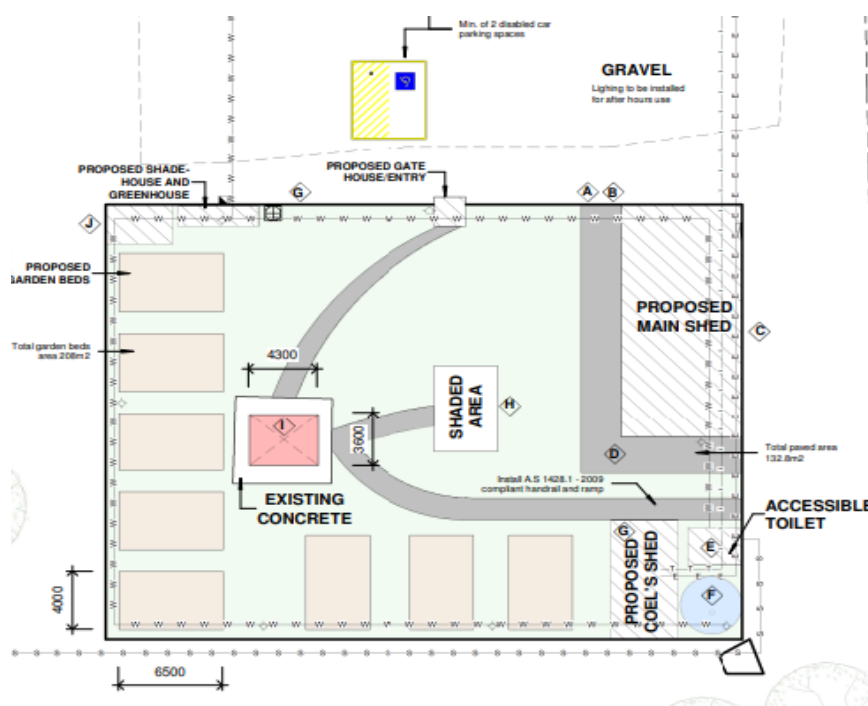 Min. of 2 disabled car
parking spaces
GRAVEL
Lighing to be installed
for after hours use
PROPOSED SHADE-
HOUSE AND
GREENHOUSE
G
PROPOSED GATE
HOUSE/ENTRY
A
B
J
PROPOSED
GARDEN BEDS
PROPOSED
MAIN SHED
C
Total garden beds
area 208m2
4300
SHADED
AREA
H
I
3600
D
Total paved area
132.8m2
Install A.S 1428.1 - 2009
compliant handrail and ramp
EXISTING
CONCRETE
ACCESSIBLE
TOILET
G
E
PROPOSED
COEL'S SHED
F
4000
6500